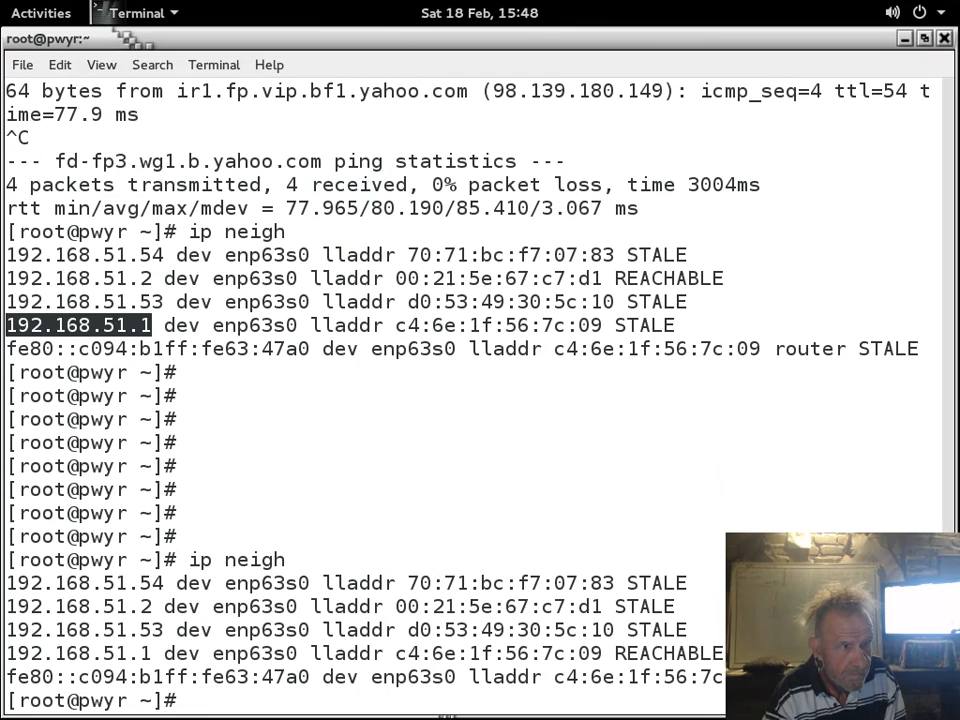 Activities Terminal Sat 18 Feb, 15:48
root@pwyr:~
File Edit View Search Terminal Help
64 bytes from ir1.fp.vip.bf1.yahoo.com (98.139.180.149): icmp_seq=4 ttl=54 t
ime=77.9 ms
^C
--- fd-fp3.wg1.b.yahoo.com ping statistics ---
4 packets transmitted, 4 received, 0% packet loss, time 3004ms
rtt min/avg/max/mdev = 77.965/80.190/85.410/3.067 ms
[root@pwyr ~]# ip neigh
192.168.51.54 dev enp63s0 lladdr 70:71:bc:f7:07:83 STALE
192.168.51.2 dev enp63s0 lladdr 00:21:5e:67:c7:d1 REACHABLE
192.168.51.53 dev enp63s0 lladdr d0:53:49:30:5c:10 STALE
192.168.51.1 dev enp63s0 lladdr c4:6e:1f:56:7c:09 STALE
fe80::c094:b1ff:fe63:47a0 dev enp63s0 lladdr c4:6e:1f:56:7c:09 router STALE
[root@pwyr ~]#
[root@pwyr ~]#
[root@pwyr ~]#
[root@pwyr ~]#
[root@pwyr ~]#
[root@pwyr ~]#
[root@pwyr ~]#
[root@pwyr ~]#
[root@pwyr ~]# ip neigh
192.168.51.54 dev enp63s0 lladdr 70:71:bc:f7:07:83 STALE
192.168.51.2 dev enp63s0 lladdr 00:21:5e:67:c7:d1 STALE
192.168.51.53 dev enp63s0 lladdr d0:53:49:30:5c:10 STALE
192.168.51.1 dev enp63s0 lladdr c4:6e:1f:56:7c:09 REACHABLE
fe80::c094:b1ff:fe63:47a0 dev enp63s0 lladdr c4:6e:1f:56:7c
[root@pwyr ~]#